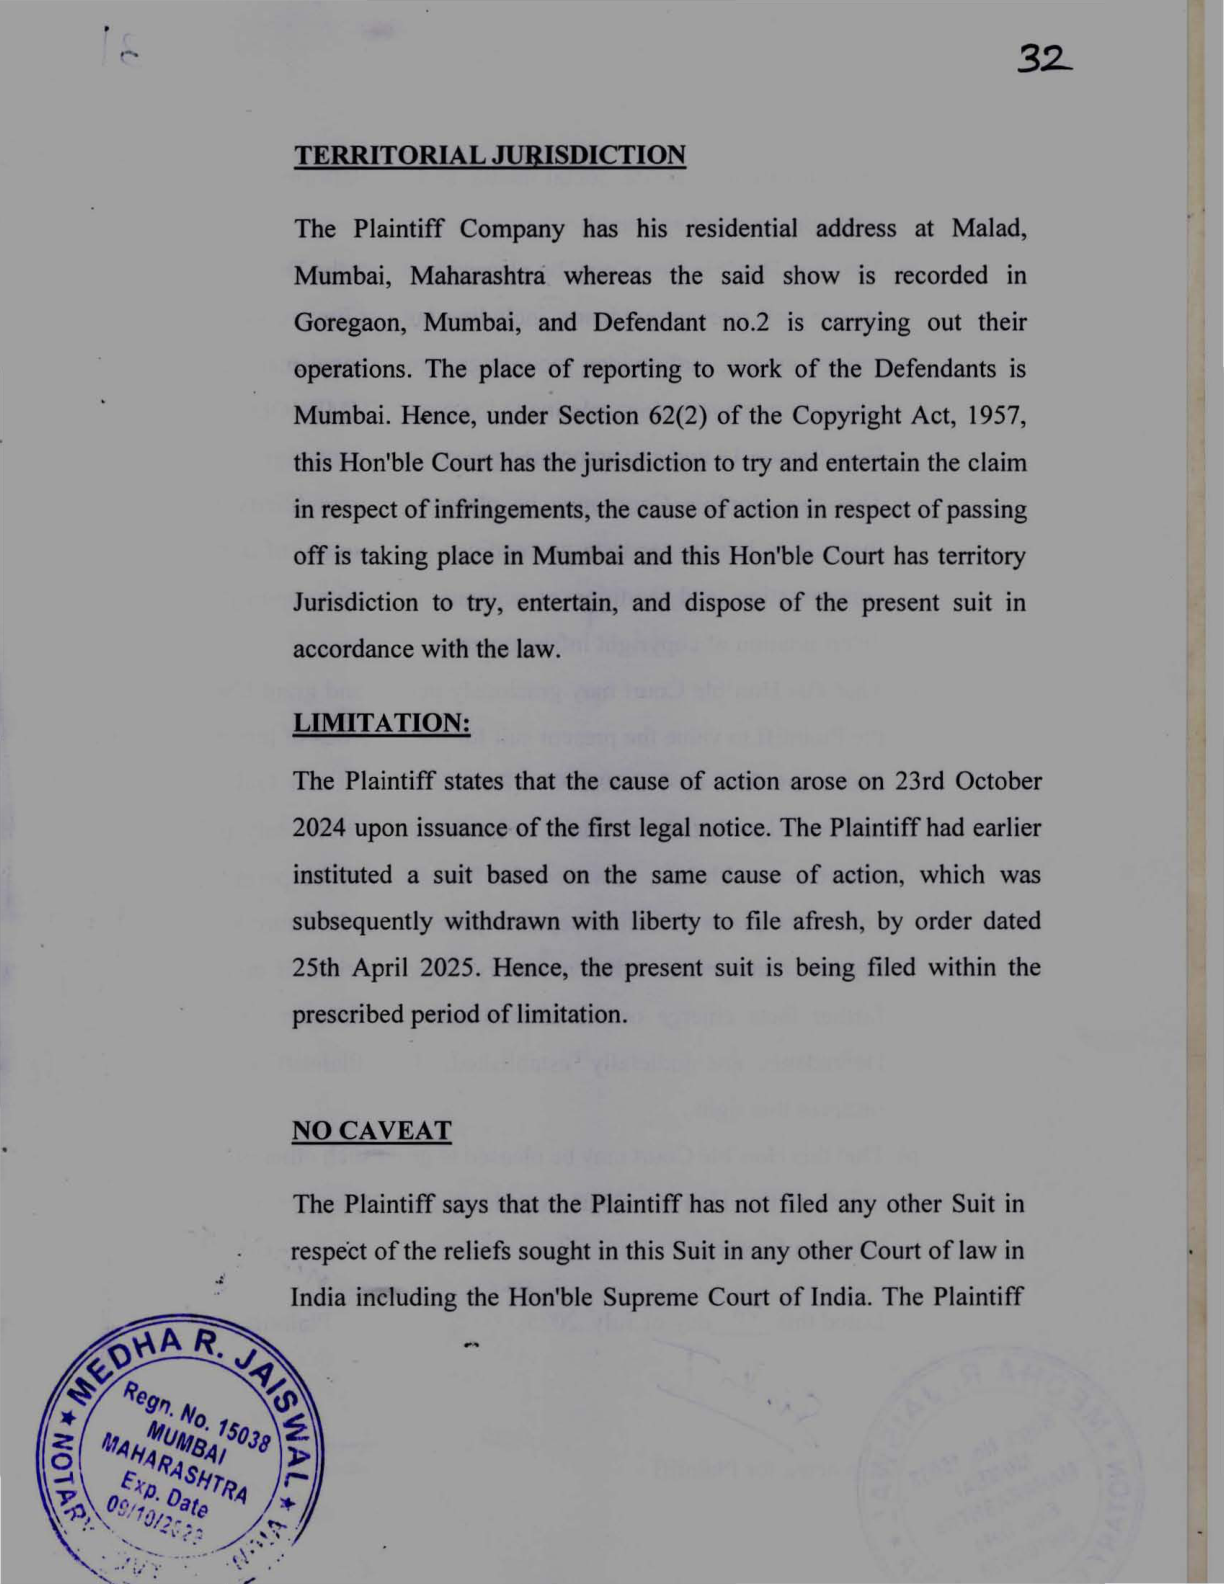 32
TERRITORIAL JURISDICTION
The Plaintiff Company has his residential address at Malad,
Mumbai, Maharashtra whereas the said show is recorded in
Goregaon, Mumbai, and Defendant no.2 is carrying out their
operations. The place of reporting to work of the Defendants is
Mumbai. Hence, under Section 62(2) of the Copyright Act, 1957,
this Hon'ble Court has the jurisdiction to try and entertain the claim
in respect of infringements, the cause of action in respect of passing
off is taking place in Mumbai and this Hon'ble Court has territory
Jurisdiction to try, entertain, and dispose of the present suit in
accordance with the law.
LIMITATION:
The Plaintiff states that the cause of action arose on 23rd October
2024 upon issuance of the first legal notice. The Plaintiff had earlier
instituted a suit based on the same cause of action, which was
subsequently withdrawn with liberty to file afresh, by order dated
25th April 2025. Hence, the present suit is being filed within the
prescribed period of limitation.
NO CAVEAT
The Plaintiff says that the Plaintiff has not filed any other Suit in
respect of the reliefs sought in this Suit in any other Court of law in
India including the Hon'ble Supreme Court of India. The Plaintiff
MEDHA R. JAISWAL
NOTARY
Regn. No. 15038
MUMBAI
MAHARASHTRA
Exp. Date